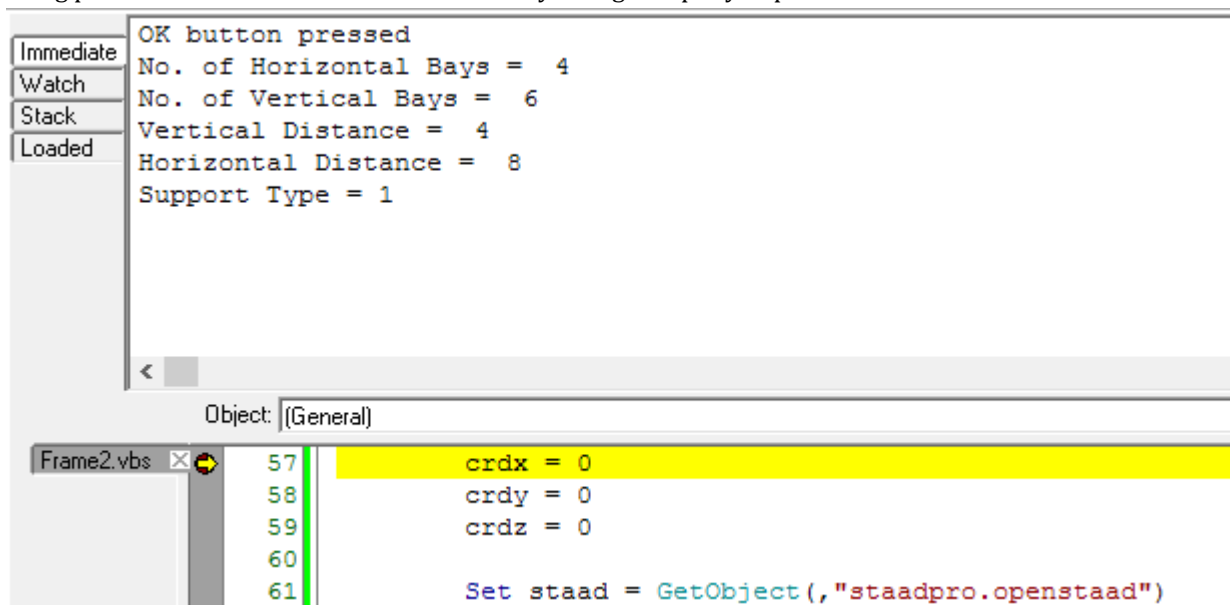 OK button pressed
Immediate
No. of Horizontal Bays =  4
Watch
No. of Vertical Bays =  6
Stack
Vertical Distance =  4
Loaded
Horizontal Distance =  8
Support Type = 1
<
Object: (General)
Frame2.vbs
57 crdx = 0
58 crdy = 0
59 crdz = 0
60
61 Set staad = GetObject(,"staadpro.openstaad")